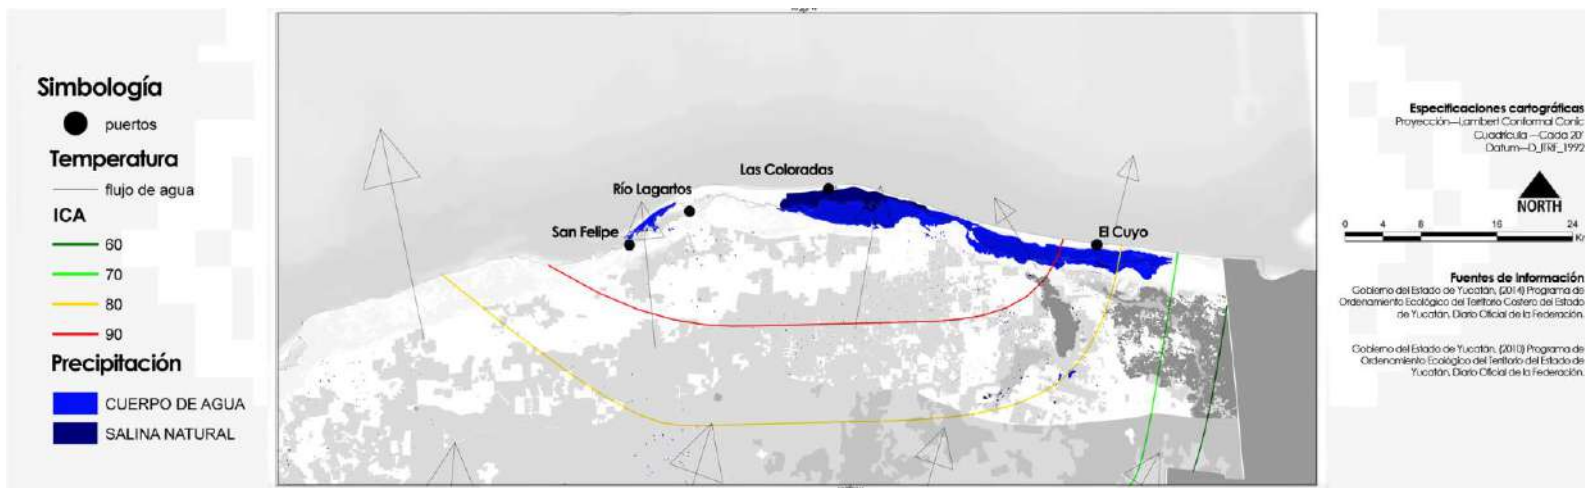 Simbología
puertos
Temperatura
flujo de agua
ICA
60
70
80
90
Precipitación
CUERPO DE AGUA
SALINA NATURAL
Las Coloradas
Río Lagartos
San Felipe
El Cuyo
Especificaciones cartográficas
Proyección—Lambert Conformal Conic
Cuadrícula—Cada 20'
Datum—D_ITRF_1992
NORTH
0 4 8 16 24
Km
Fuentes de información
Gobierno del Estado de Yucatán, (2014) Programa de
Ordenamiento Ecológico del Territorio Costero del Estado
de Yucatán, Diario Oficial de la Federación.
Gobierno del Estado de Yucatán, (2010) Programa de
Ordenamiento Ecológico del Territorio del Estado de
Yucatán, Diario Oficial de la Federación.